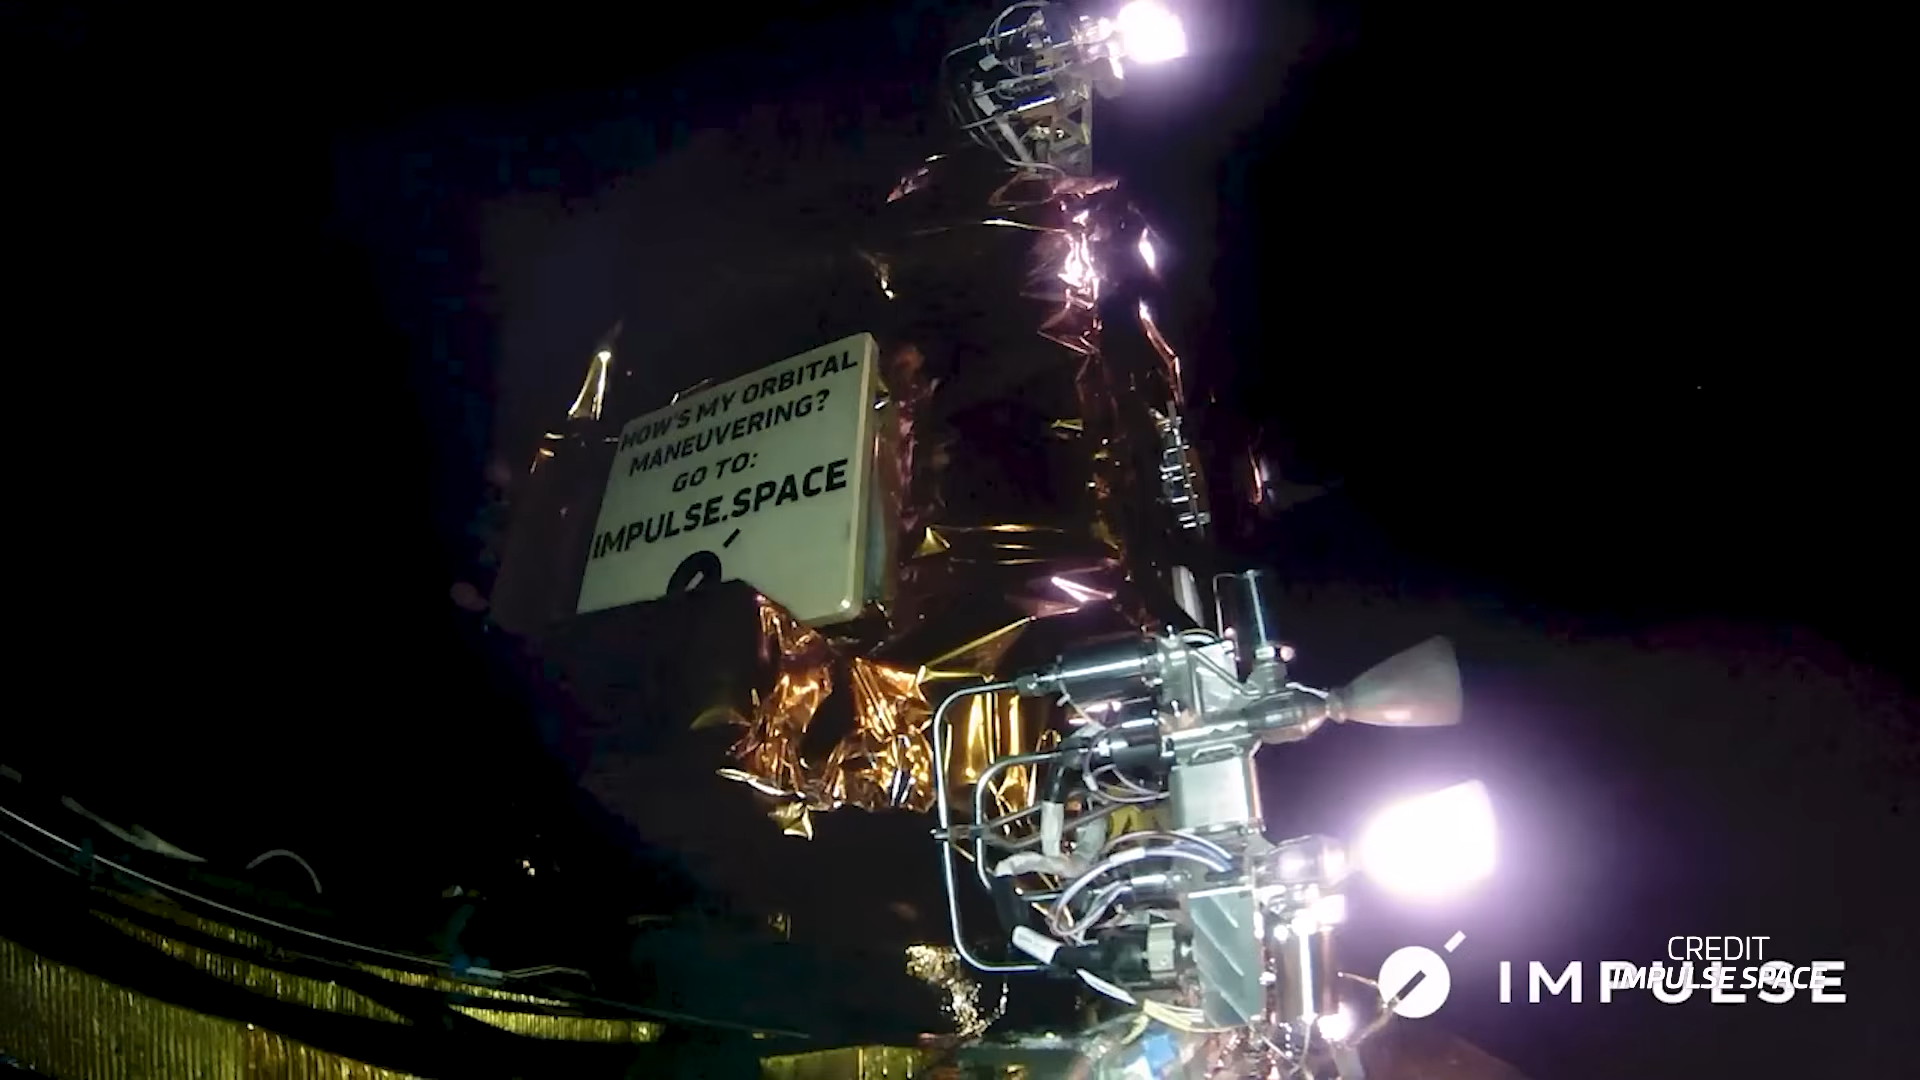 HOW'S MY ORBITAL
MANEUVERING?
GO TO:
IMPULSE.SPACE
CREDIT
IMPULSE SPACE
IMPULSE